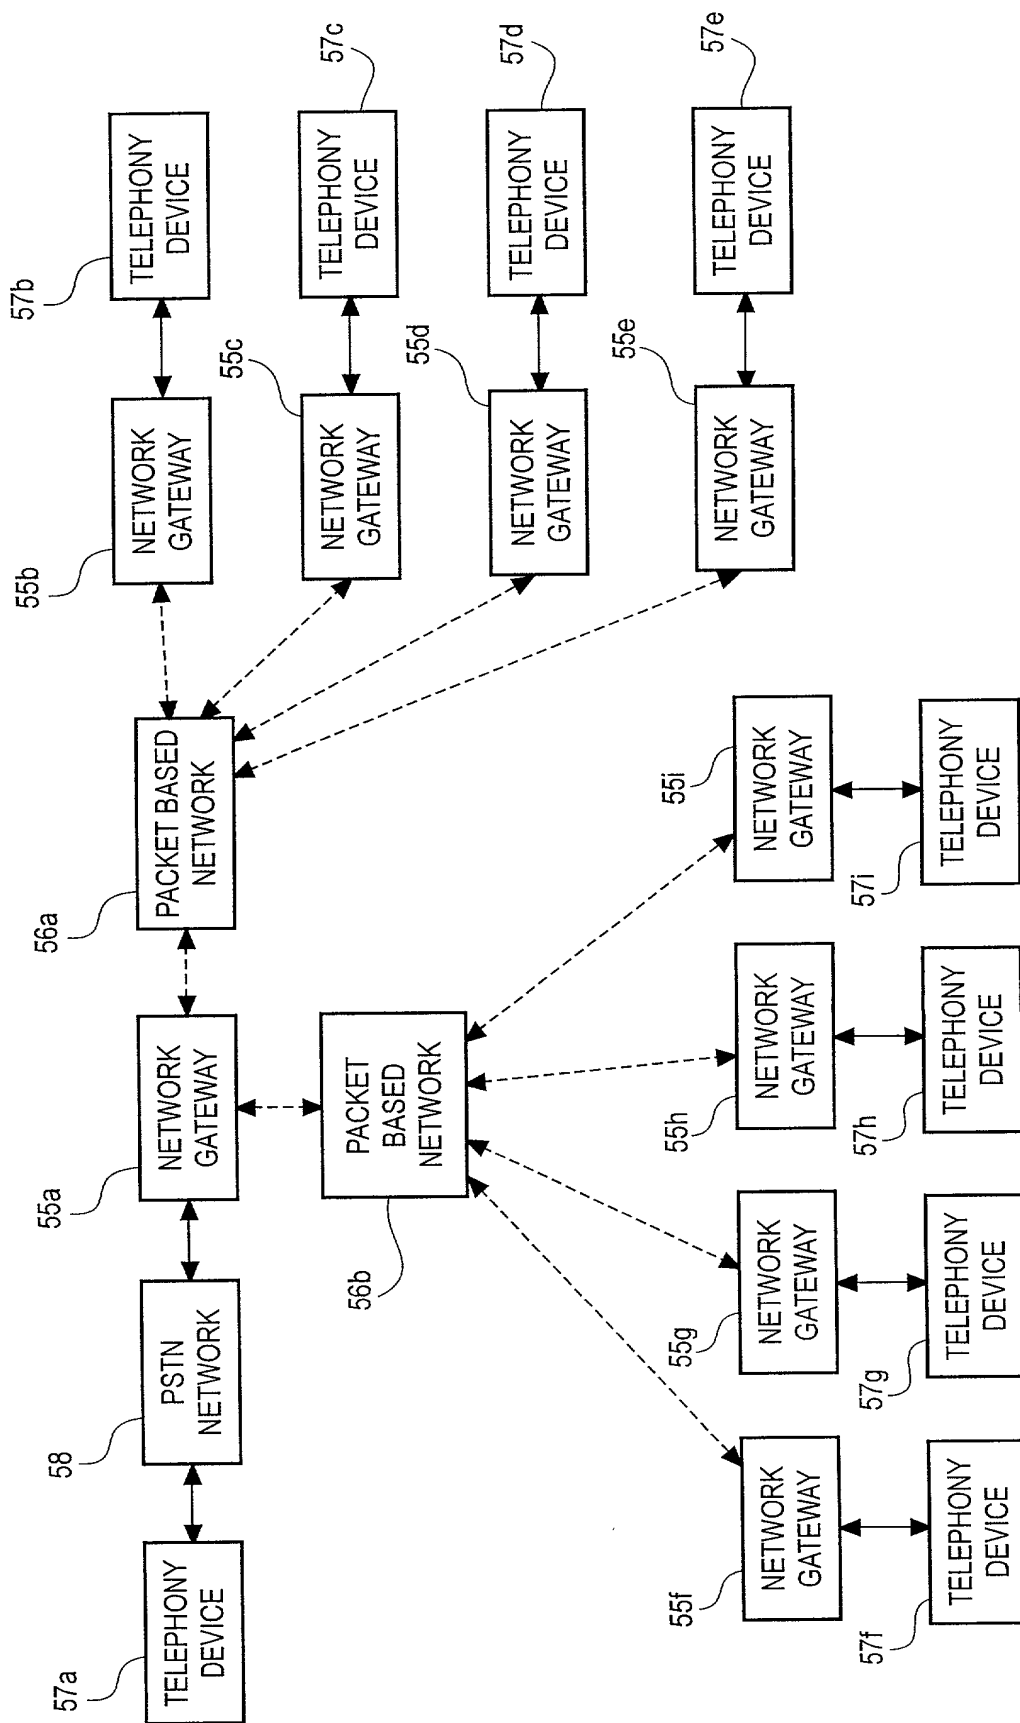 57a
TELEPHONY
DEVICE
58
PSTN
NETWORK
55a
NETWORK
GATEWAY
56a
PACKET BASED
NETWORK
55b
NETWORK
GATEWAY
57b
TELEPHONY
DEVICE
55c
NETWORK
GATEWAY
57c
TELEPHONY
DEVICE
55d
NETWORK
GATEWAY
57d
TELEPHONY
DEVICE
55e
NETWORK
GATEWAY
57e
TELEPHONY
DEVICE
56b
PACKET
BASED
NETWORK
55f
NETWORK
GATEWAY
55g
NETWORK
GATEWAY
55h
NETWORK
GATEWAY
55i
NETWORK
GATEWAY
57f
TELEPHONY
DEVICE
57g
TELEPHONY
DEVICE
57h
TELEPHONY
DEVICE
57i
TELEPHONY
DEVICE